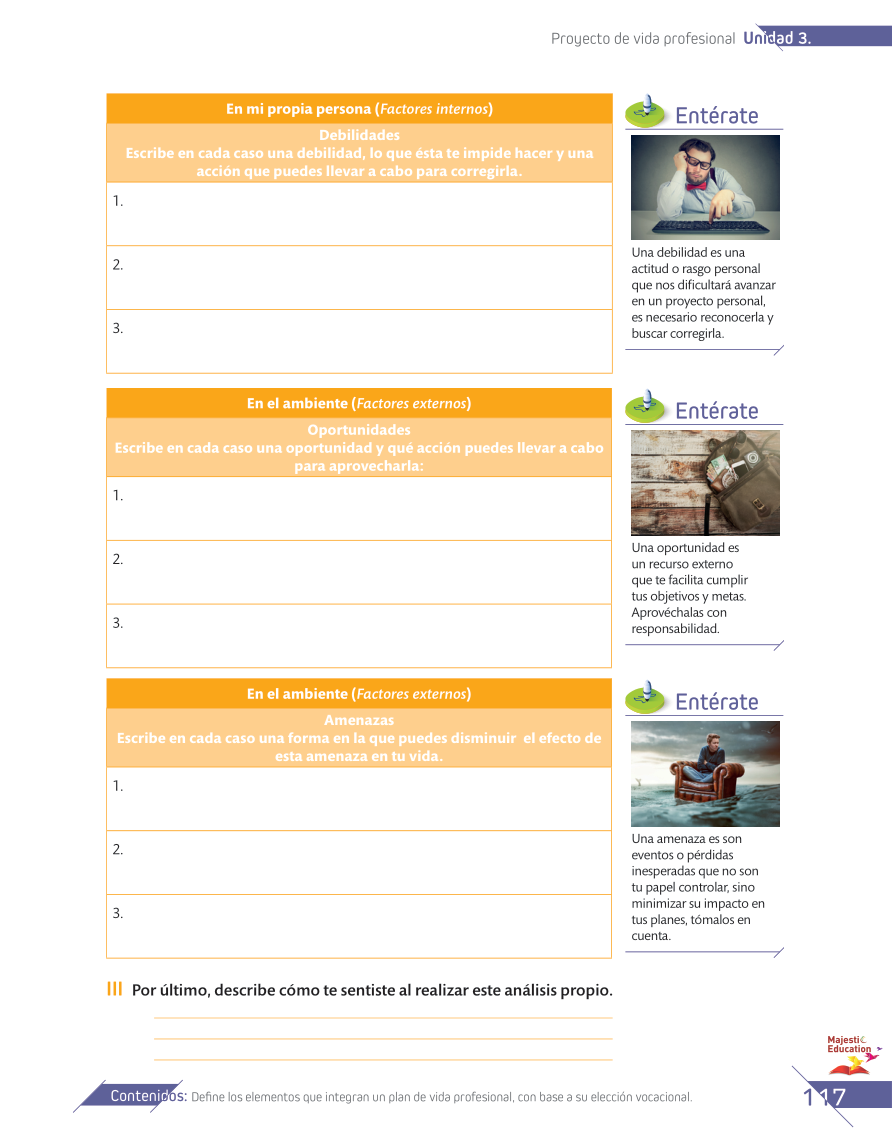 Proyecto de vida profesional Unidad 3.
En mi propia persona (Factores internos)
Debilidades
Escribe en cada caso una debilidad, lo que ésta te impide hacer y una
acción que puedes llevar a cabo para corregirla.
1.
2.
3.
Entérate
Una debilidad es una
actitud o rasgo personal
que nos dificultará avanzar
en un proyecto personal,
es necesario reconocerla y
buscar corregirla.
En el ambiente (Factores externos)
Oportunidades
Escribe en cada caso una oportunidad y qué acción puedes llevar a cabo
para aprovecharla:
1.
2.
3.
Entérate
Una oportunidad es
un recurso externo
que te facilita cumplir
tus objetivos y metas.
Aprovéchalas con
responsabilidad.
En el ambiente (Factores externos)
Amenazas
Escribe en cada caso una forma en la que puedes disminuir  el efecto de
esta amenaza en tu vida.
1.
2.
3.
Entérate
Una amenaza es son
eventos o pérdidas
inesperadas que no son
tu papel controlar, sino
minimizar su impacto en
tus planes, tómalos en
cuenta.
III Por último, describe cómo te sentiste al realizar este análisis propio.
Majestic
Education
Contenidos: Define los elementos que integran un plan de vida profesional, con base a su elección vocacional.
117